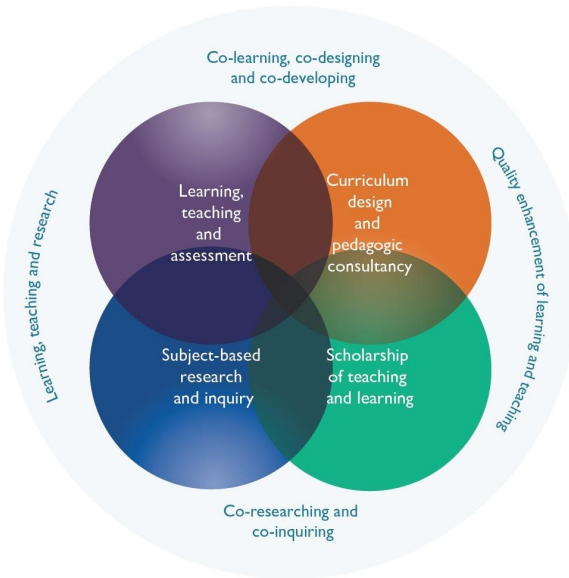 Co-learning, co-designing
and co-developing
Learning, teaching and research
Quality enhancement of learning and teaching
Learning,
teaching
and
assessment
Curriculum
design
and
pedagogic
consultancy
Subject-based
research
and inquiry
Scholarship
of teaching
and learning
Co-researching and
co-inquiring